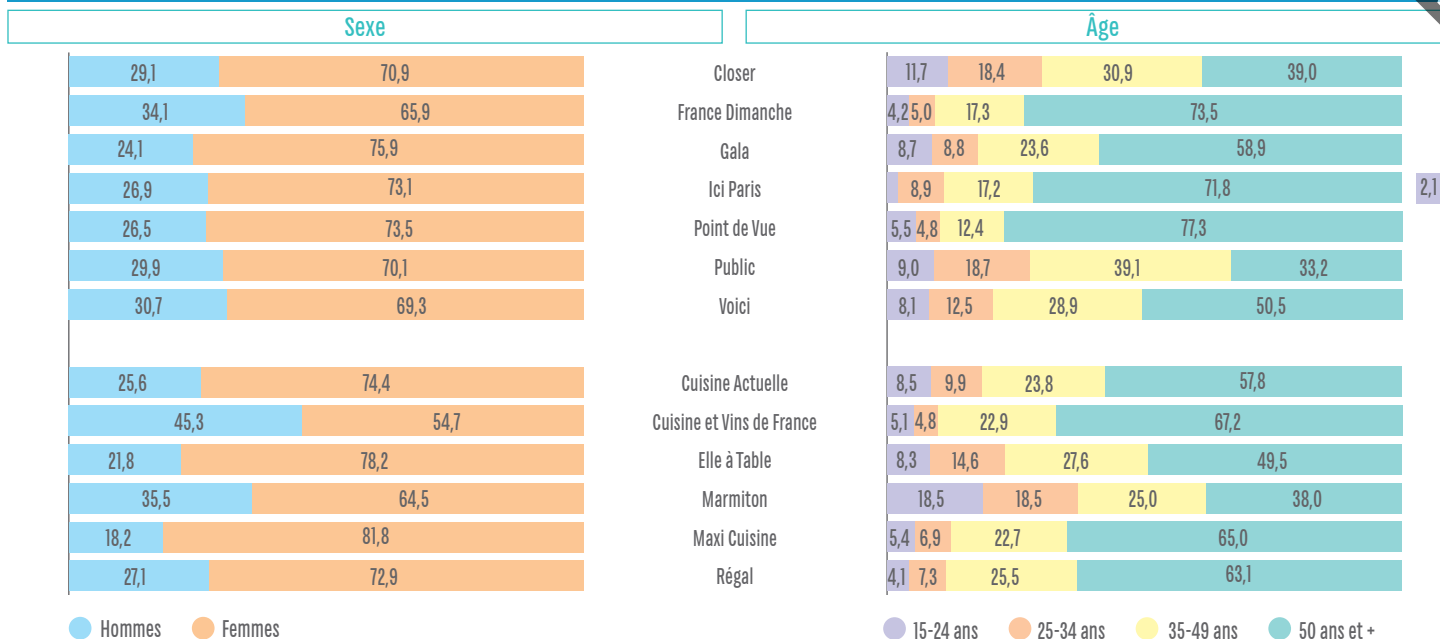 Sexe Âge
29,1 70,9 Closer 11,7 18,4 30,9 39,0
34,1 65,9 France Dimanche 4,2 5,0 17,3 73,5
24,1 75,9 Gala 8,7 8,8 23,6 58,9
26,9 73,1 Ici Paris 8,9 17,2 71,8 2,1
26,5 73,5 Point de Vue 5,5 4,8 12,4 77,3
29,9 70,1 Public 9,0 18,7 39,1 33,2
30,7 69,3 Voici 8,1 12,5 28,9 50,5
25,6 74,4 Cuisine Actuelle 8,5 9,9 23,8 57,8
45,3 54,7 Cuisine et Vins de France 5,1 4,8 22,9 67,2
21,8 78,2 Elle à Table 8,3 14,6 27,6 49,5
35,5 64,5 Marmiton 18,5 18,5 25,0 38,0
18,2 81,8 Maxi Cuisine 5,4 6,9 22,7 65,0
27,1 72,9 Régal 4,1 7,3 25,5 63,1
Hommes Femmes 15-24 ans 25-34 ans 35-49 ans 50 ans et +